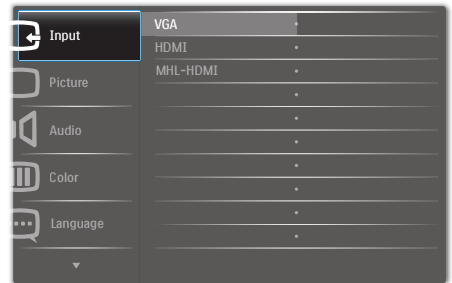 Input
Picture
Audio
Color
Language
VGA
HDMI
MHL-HDMI